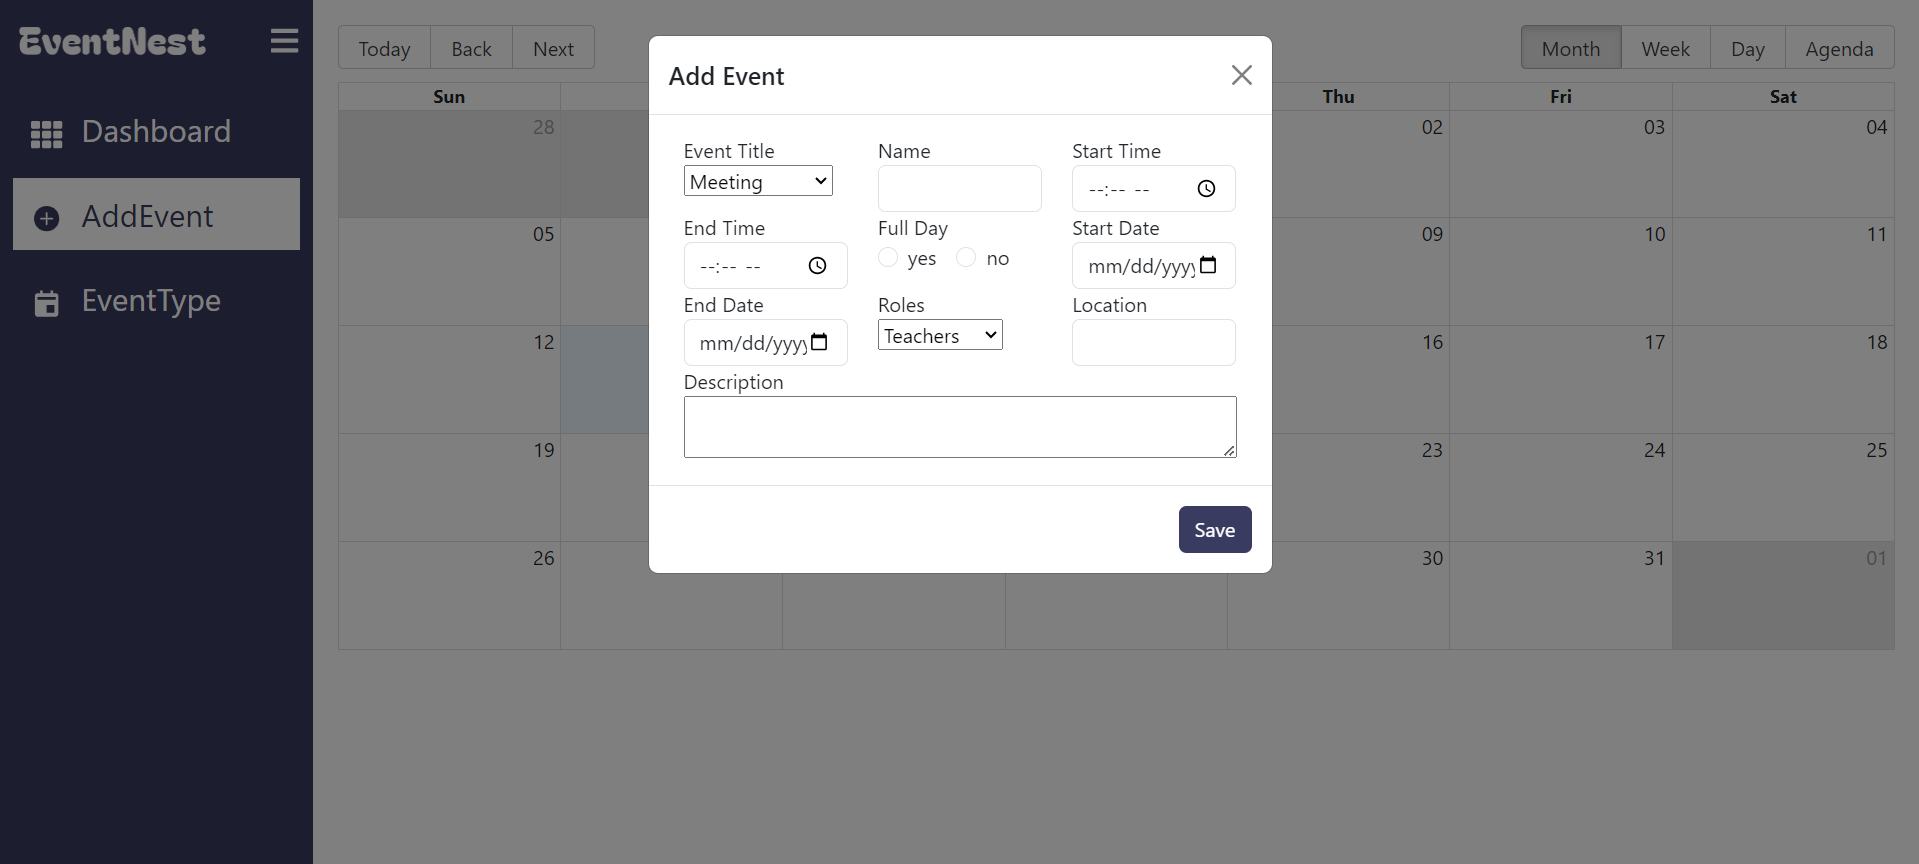 EventNest
Dashboard
AddEvent
EventType
Today Back Next
Month Week Day Agenda
Sun Thu Fri Sat
28 02 03 04
05 09 10 11
12 16 17 18
19 23 24 25
26 30 31 01
Add Event
Event Title Name Start Time
Meeting --:-- --
End Time Full Day Start Date
--:-- -- yes no mm/dd/yyyy
End Date Roles Location
mm/dd/yyyy Teachers
Description
Save